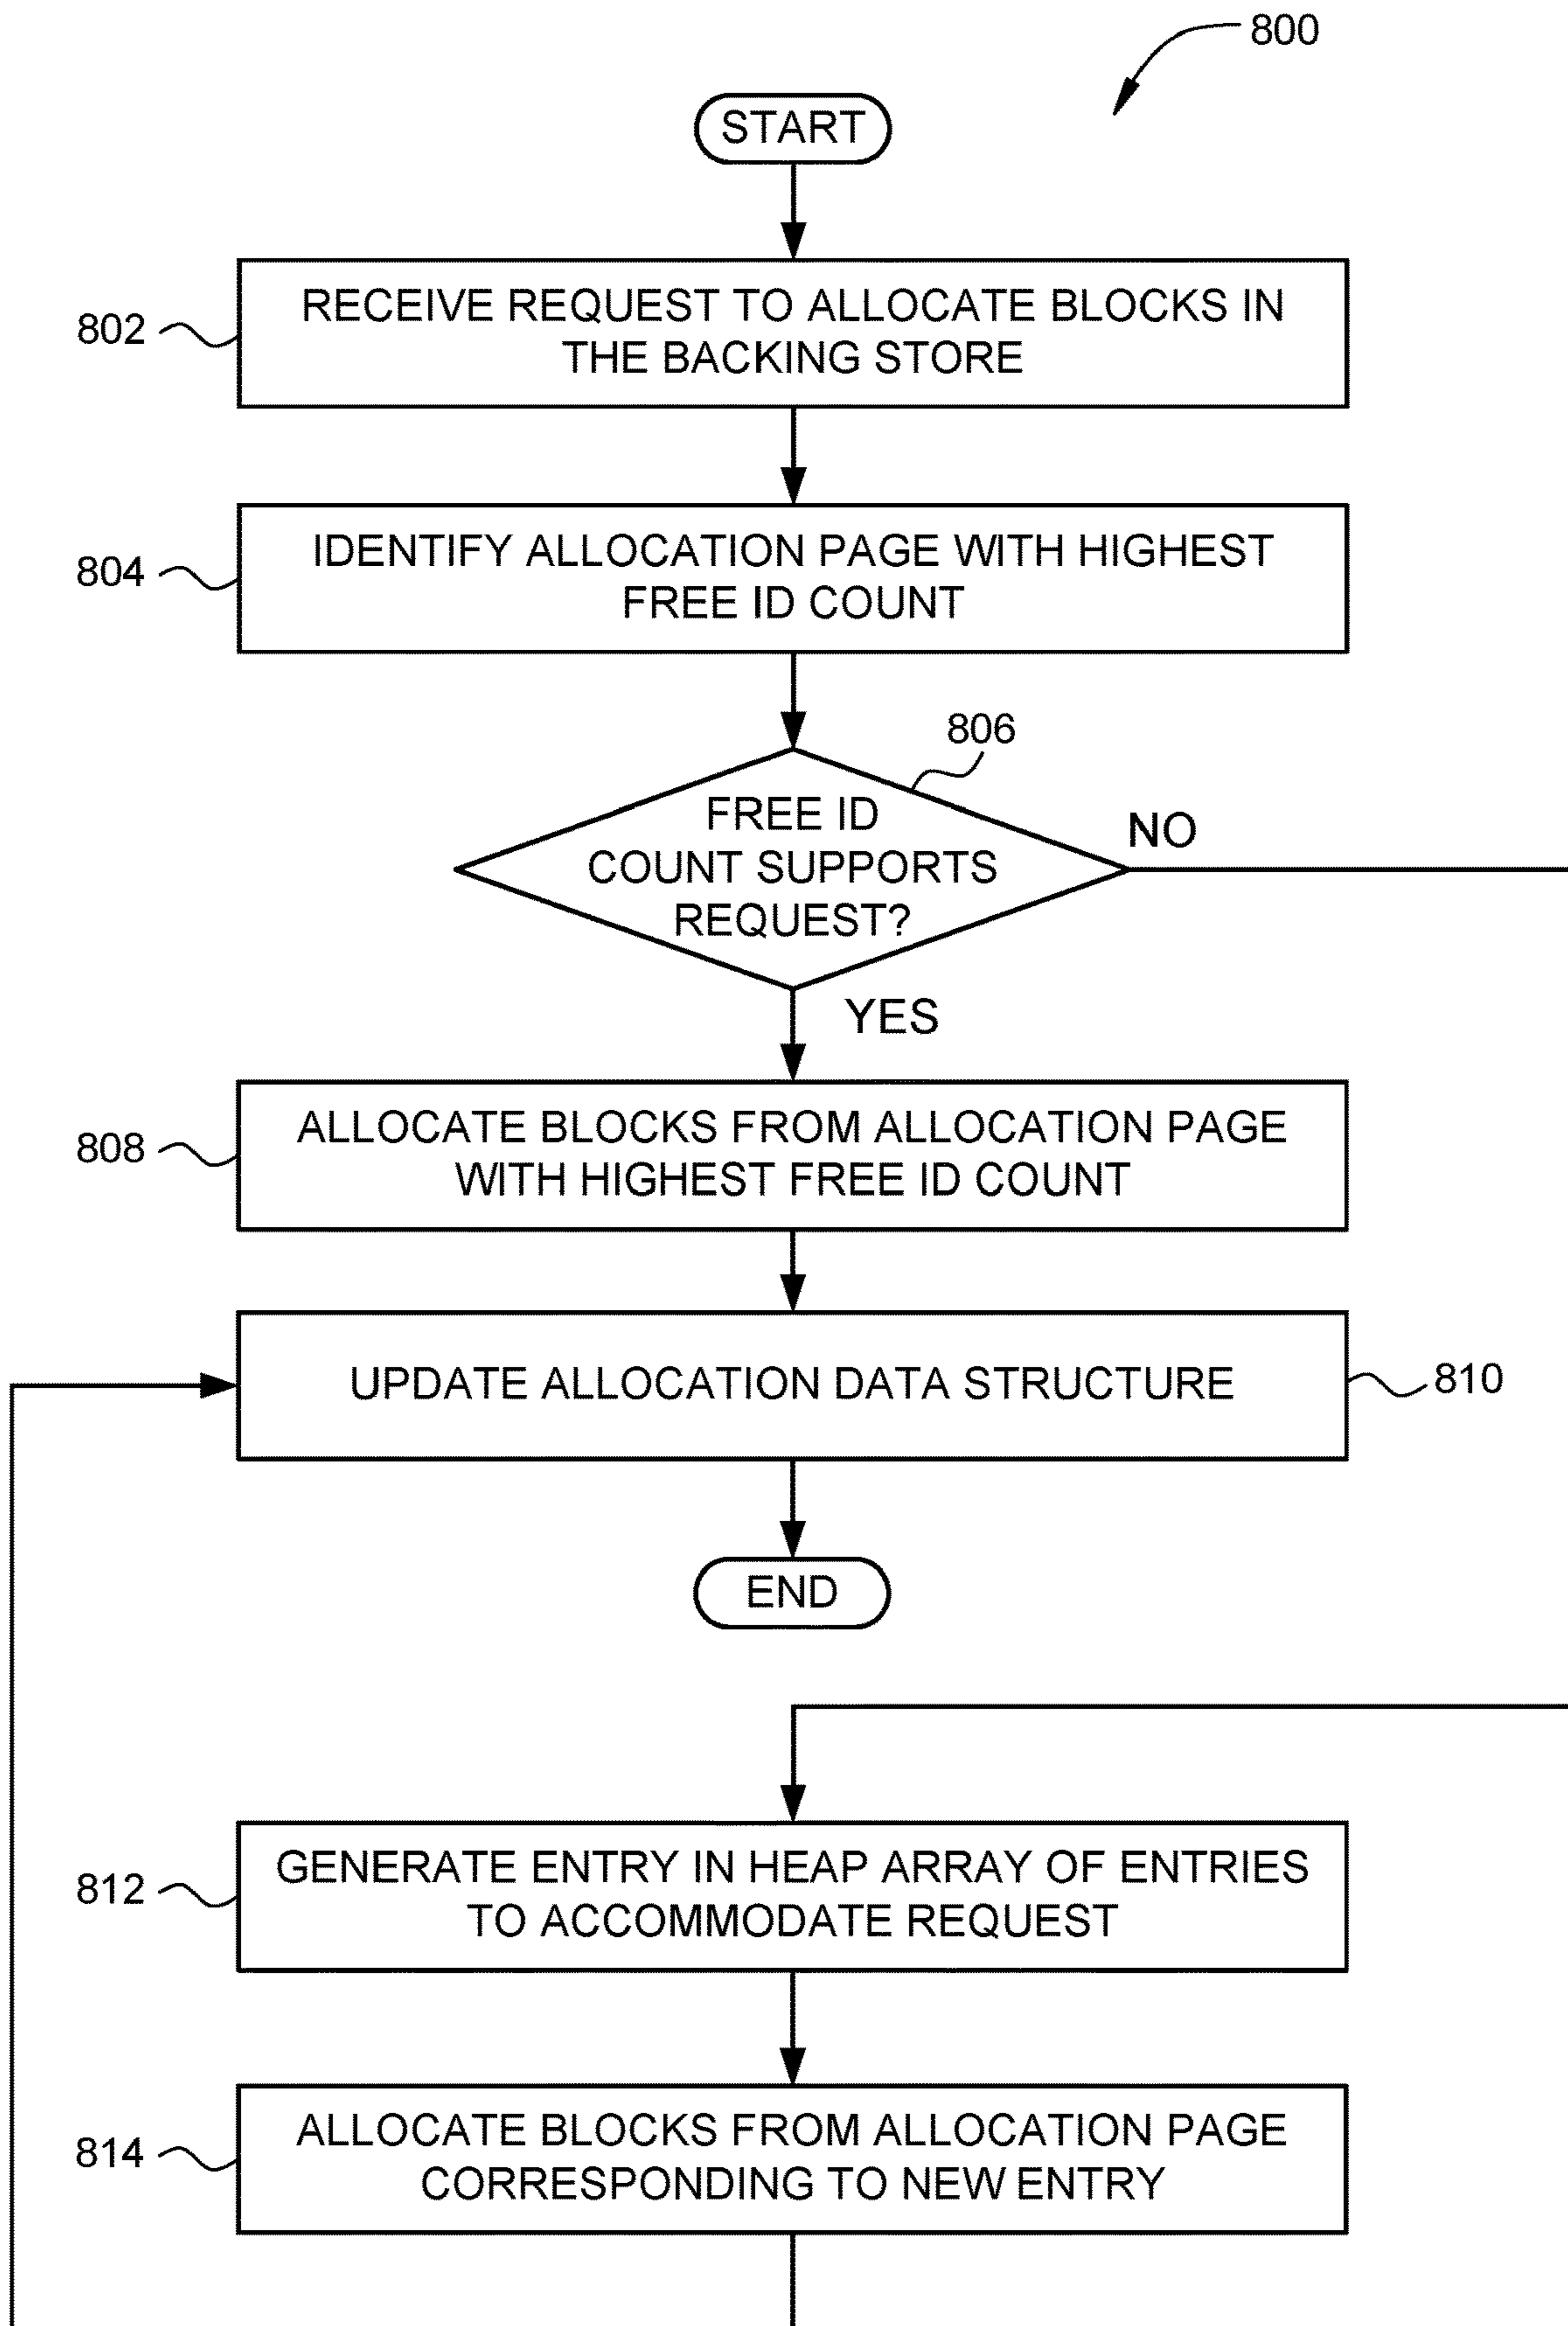 800
START
802
RECEIVE REQUEST TO ALLOCATE BLOCKS IN
THE BACKING STORE
804
IDENTIFY ALLOCATION PAGE WITH HIGHEST
FREE ID COUNT
806
FREE ID
COUNT SUPPORTS
REQUEST?
NO
YES
808
ALLOCATE BLOCKS FROM ALLOCATION PAGE
WITH HIGHEST FREE ID COUNT
UPDATE ALLOCATION DATA STRUCTURE
810
END
812
GENERATE ENTRY IN HEAP ARRAY OF ENTRIES
TO ACCOMMODATE REQUEST
814
ALLOCATE BLOCKS FROM ALLOCATION PAGE
CORRESPONDING TO NEW ENTRY